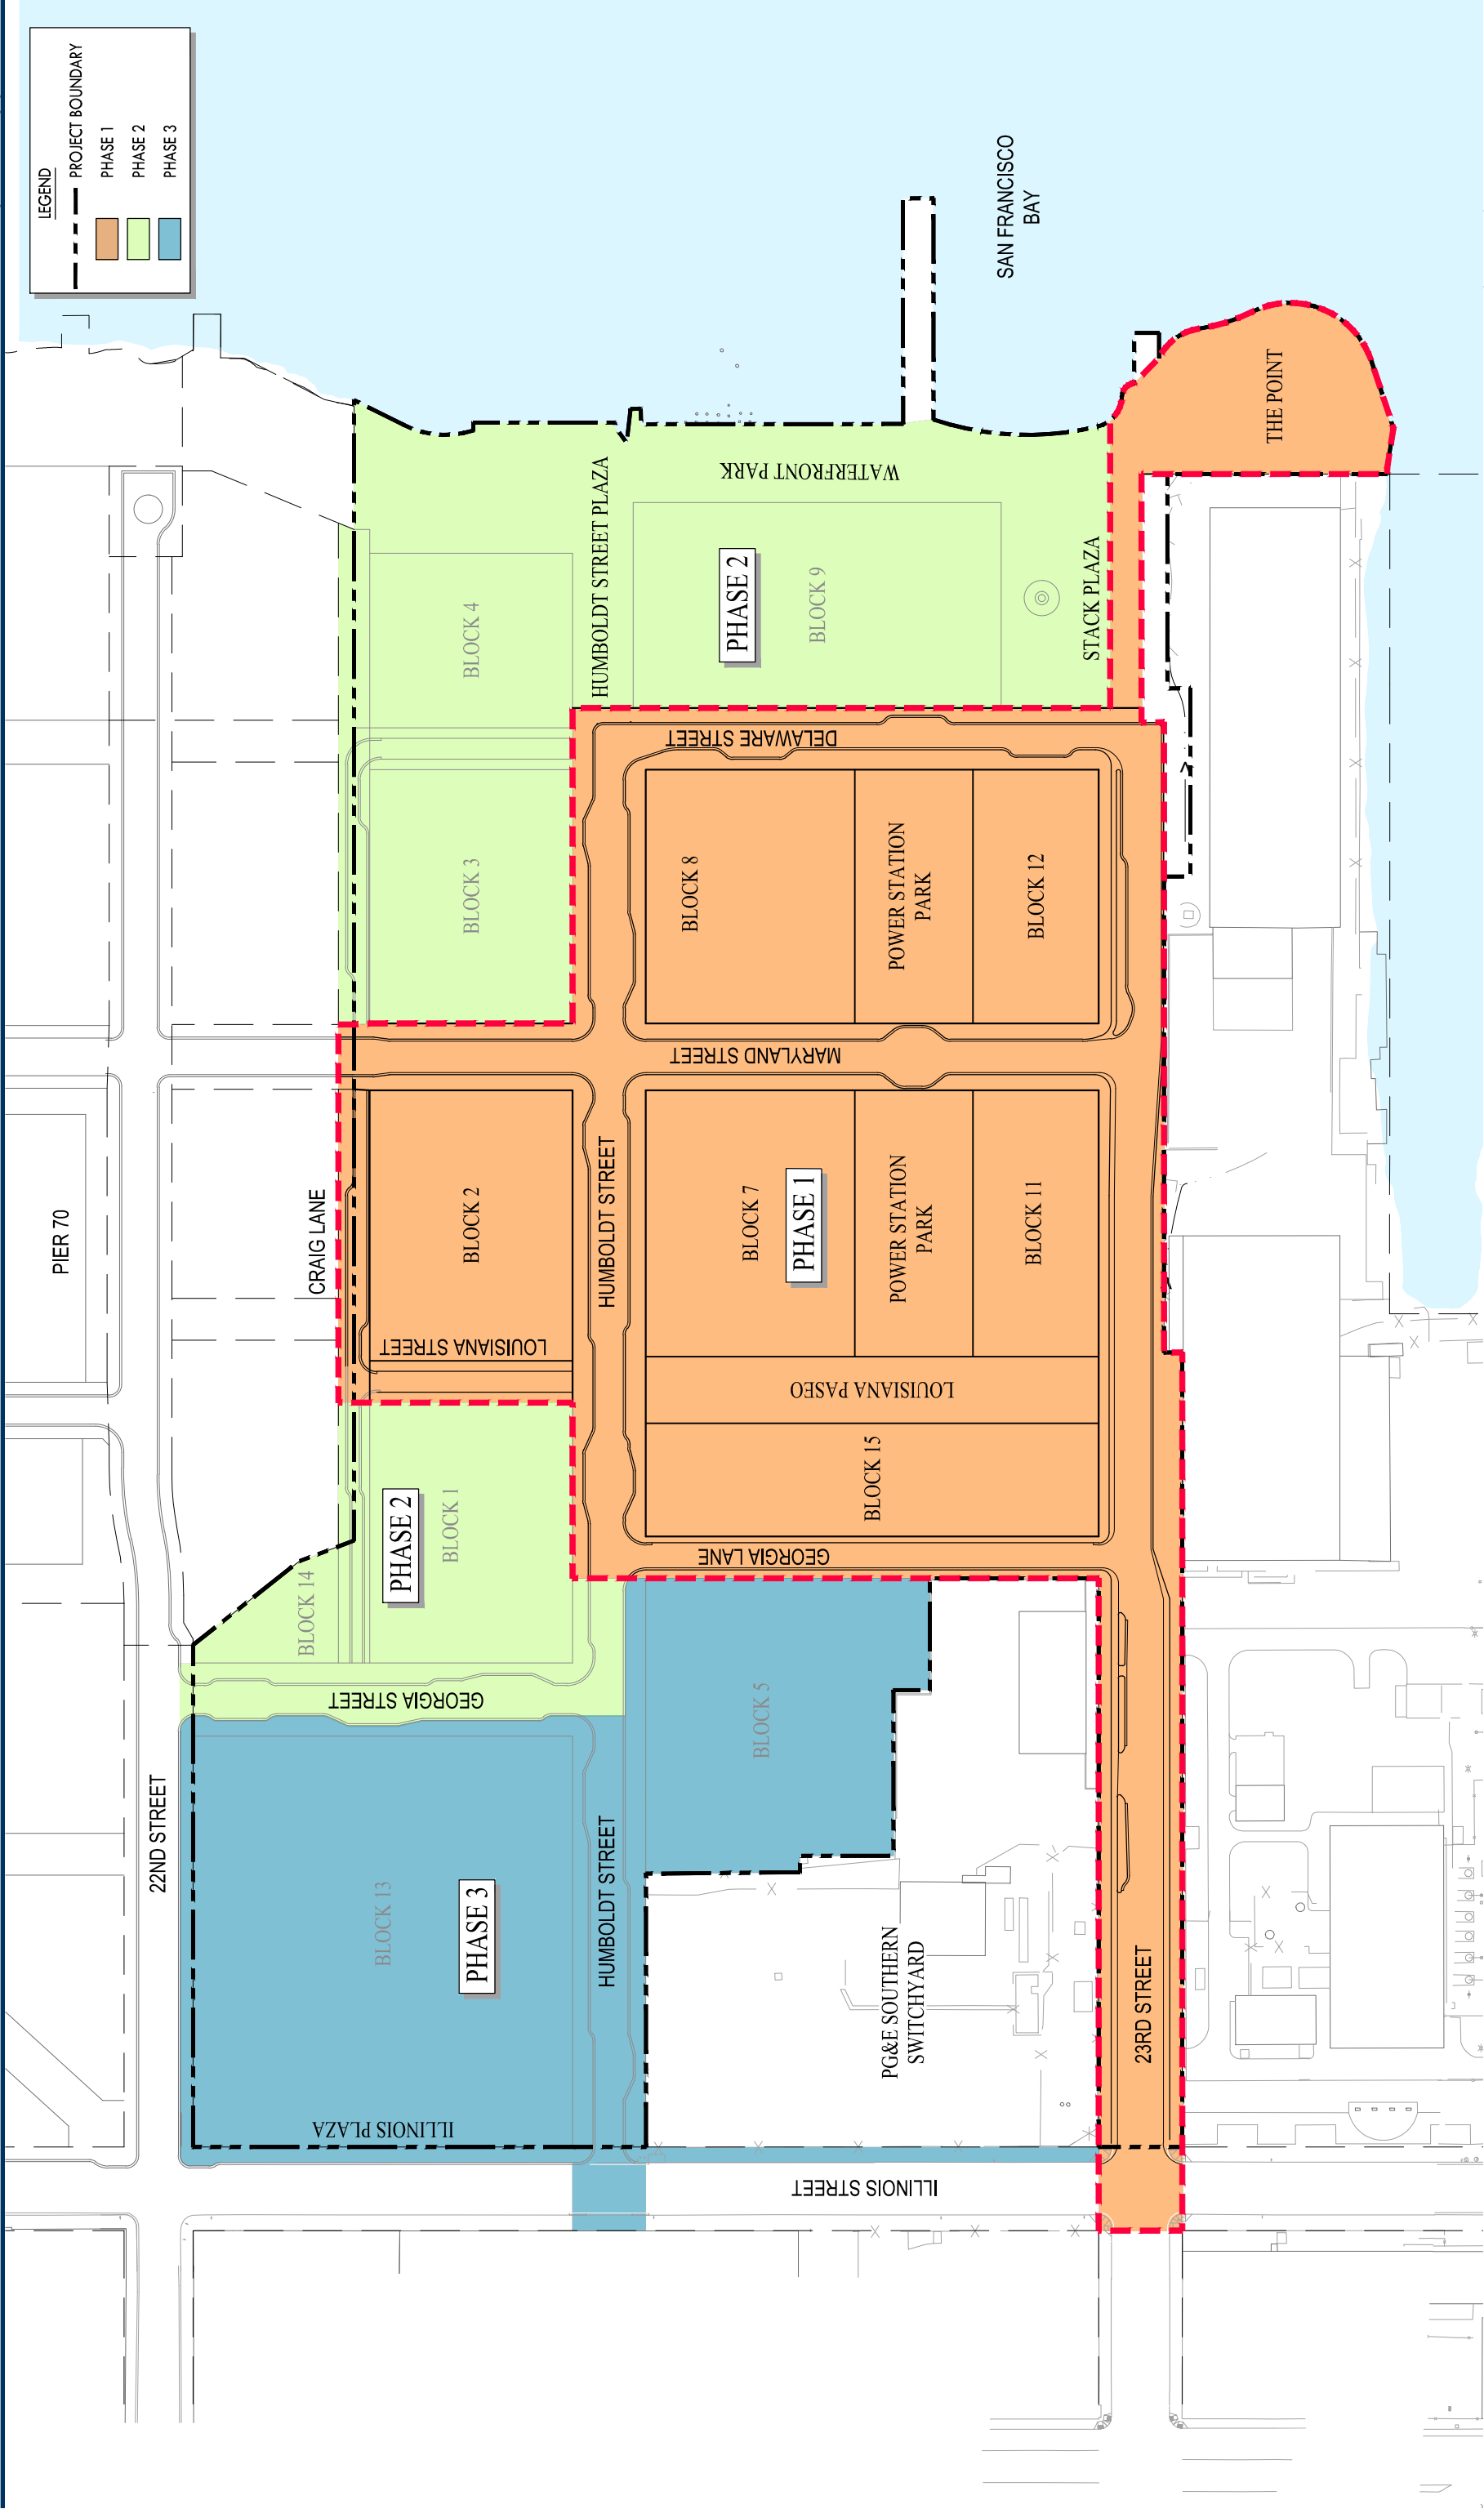 LEGEND
PROJECT BOUNDARY
PHASE 1
PHASE 2
PHASE 3
PIER 70
22ND STREET
CRAIG LANE
SAN FRANCISCO
BAY
BLOCK 13
PHASE 3
ILLINOIS PLAZA
GEORGIA STREET
BLOCK 14
PHASE 2
BLOCK 1
LOUISIANA STREET
BLOCK 2
BLOCK 3
BLOCK 4
HUMBOLDT STREET
HUMBOLDT STREET
HUMBOLDT STREET PLAZA
WATERFRONT PARK
PHASE 2
BLOCK 9
STACK PLAZA
BLOCK 5
GEORGIA LANE
BLOCK 15
LOUISIANA PASEO
BLOCK 7
PHASE 1
POWER STATION
PARK
BLOCK 11
MARYLAND STREET
BLOCK 8
POWER STATION
PARK
BLOCK 12
DELAWARE STREET
PG&E SOUTHERN
SWITCHYARD
ILLINOIS STREET
23RD STREET
THE POINT